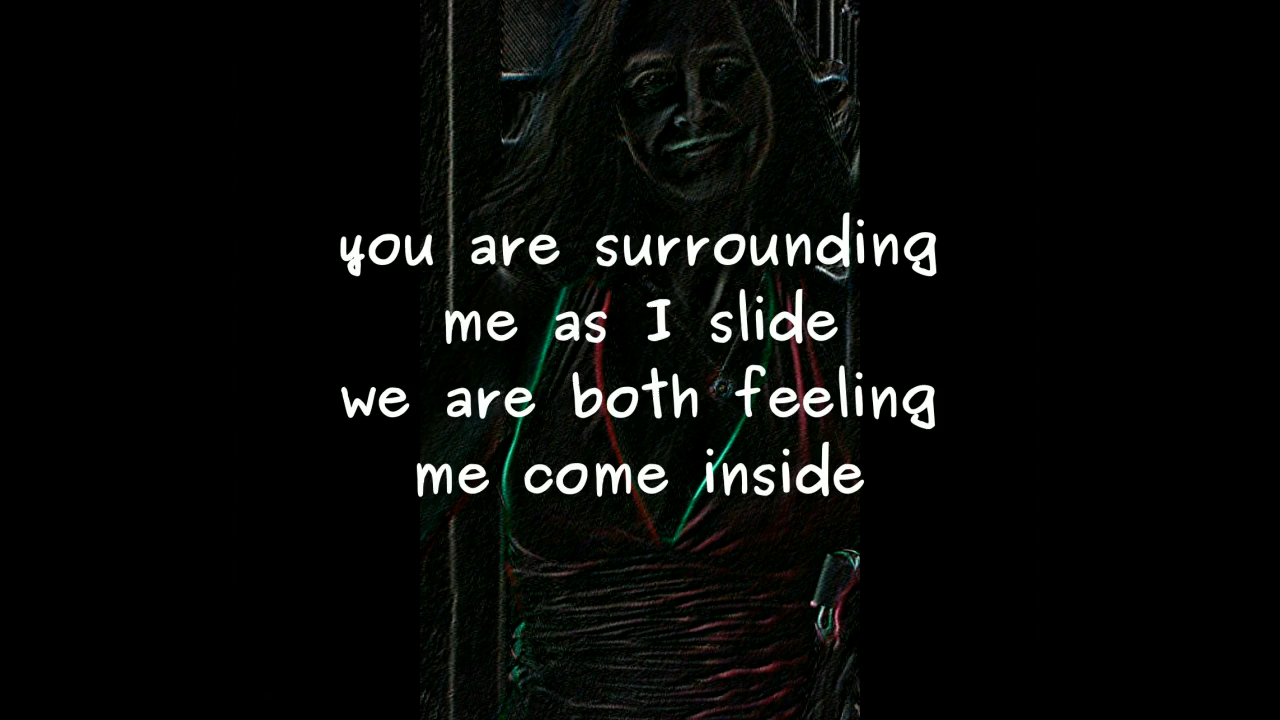 you are surrounding
me as I slide
we are both feeling
me come inside